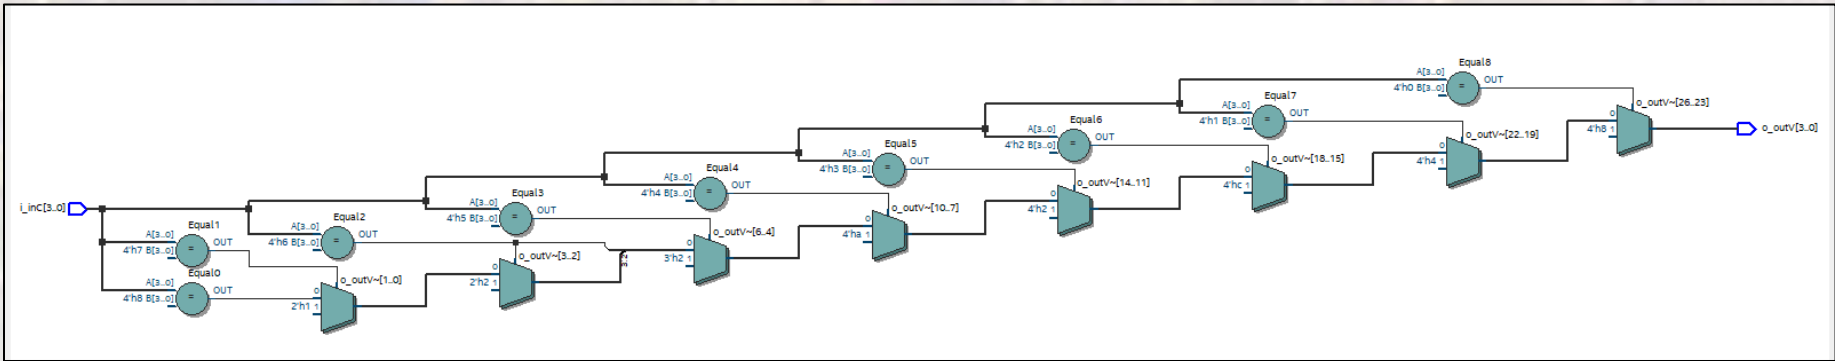 i_inC[3..0]
Equal1
A[3..0]
4'h7 B[3..0]
=
OUT
Equal0
A[3..0]
4'h8 B[3..0]
=
OUT
o_outV~[1..0]
0
2'h1 1
Equal2
A[3..0]
4'h6 B[3..0]
=
OUT
o_outV~[3..2]
0
2'h2 1
3:2
Equal3
A[3..0]
4'h5 B[3..0]
=
OUT
o_outV~[6..4]
0
3'h2 1
Equal4
A[3..0]
4'h4 B[3..0]
=
OUT
o_outV~[10..7]
0
4'ha 1
Equal5
A[3..0]
4'h3 B[3..0]
=
OUT
o_outV~[14..11]
0
4'h2 1
Equal6
A[3..0]
4'h2 B[3..0]
=
OUT
o_outV~[18..15]
0
4'hc 1
Equal7
A[3..0]
4'h1 B[3..0]
=
OUT
o_outV~[22..19]
0
4'h4 1
Equal8
A[3..0]
4'h0 B[3..0]
=
OUT
o_outV~[26..23]
0
4'h8 1
o_outV[3..0]